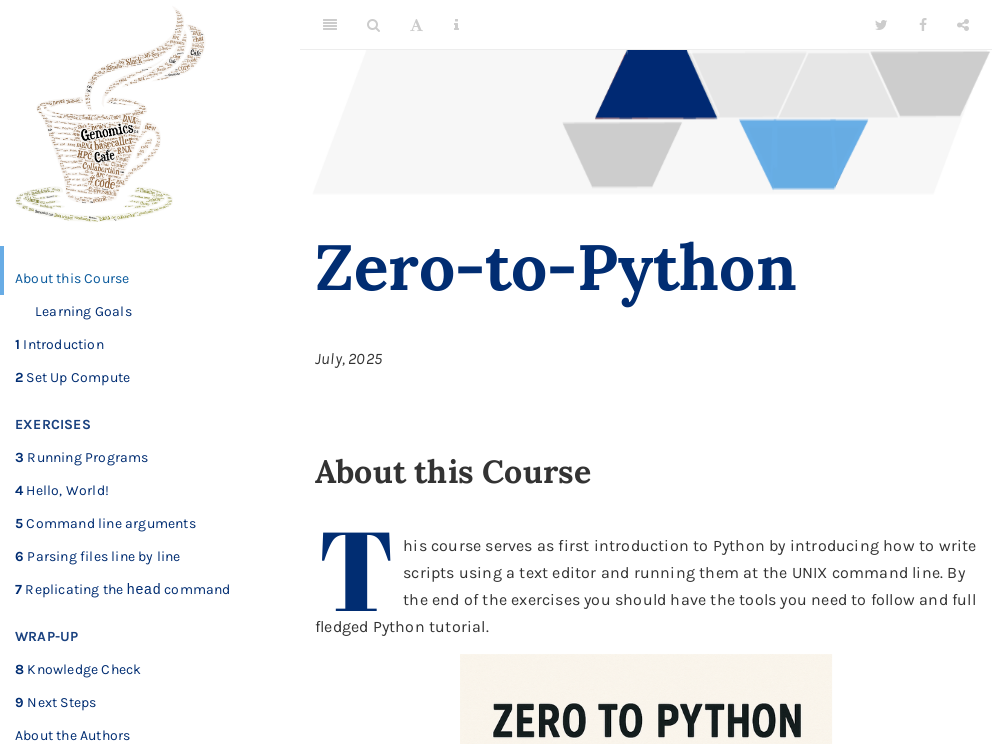 Genomics
Cafe
code
About this Course
Learning Goals
1 Introduction
2 Set Up Compute
EXERCISES
3 Running Programs
4 Hello, World!
5 Command line arguments
6 Parsing files line by line
7 Replicating the head command
WRAP-UP
8 Knowledge Check
9 Next Steps
About the Authors
Zero-to-Python
July, 2025
About this Course
This course serves as first introduction to Python by introducing how to write
scripts using a text editor and running them at the UNIX command line. By
the end of the exercises you should have the tools you need to follow and full
fledged Python tutorial.
ZERO TO PYTHON